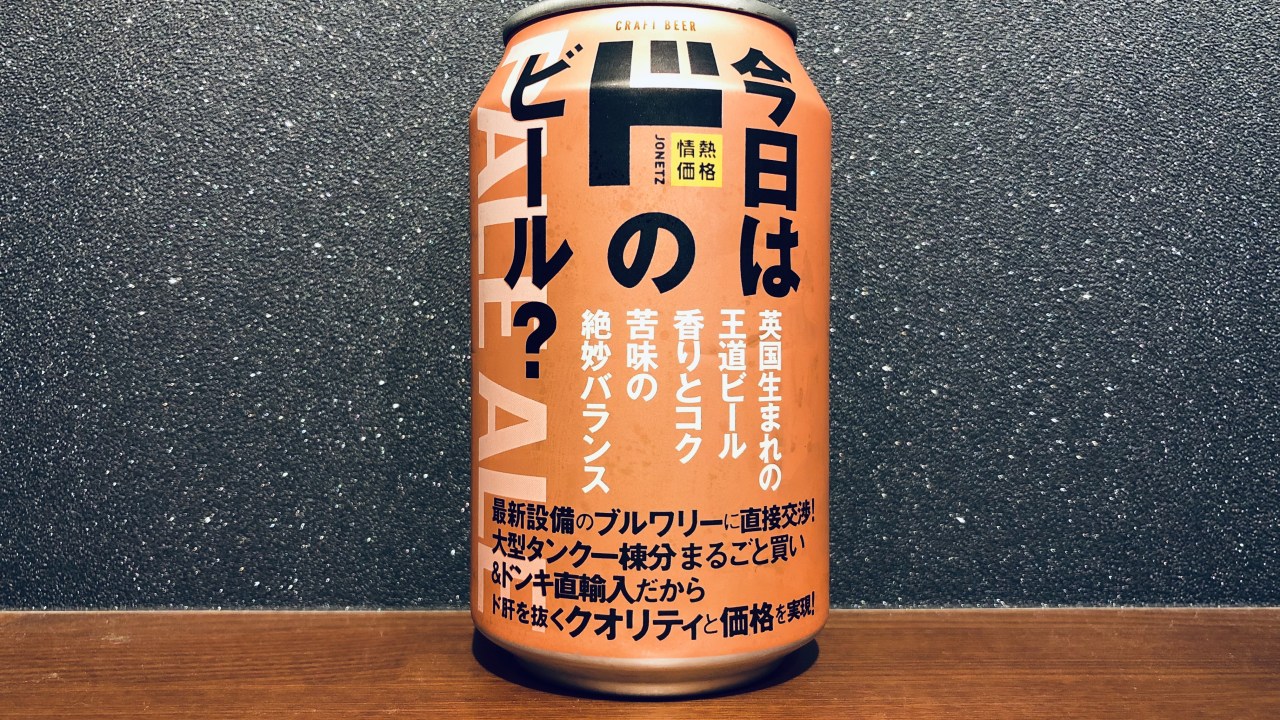 CRAFT BEER
今日は
ドの
ビール?
情熱
価格
JONETZ
PALE ALE
英国生まれの
王道ビール
香りとコク
苦味の
絶妙バランス
最新設備のブルワリーに直接交渉!
大型タンク一棟分まるごと買い
&ドンキ直輸入だから
ド肝を抜くクオリティと価格を実現!